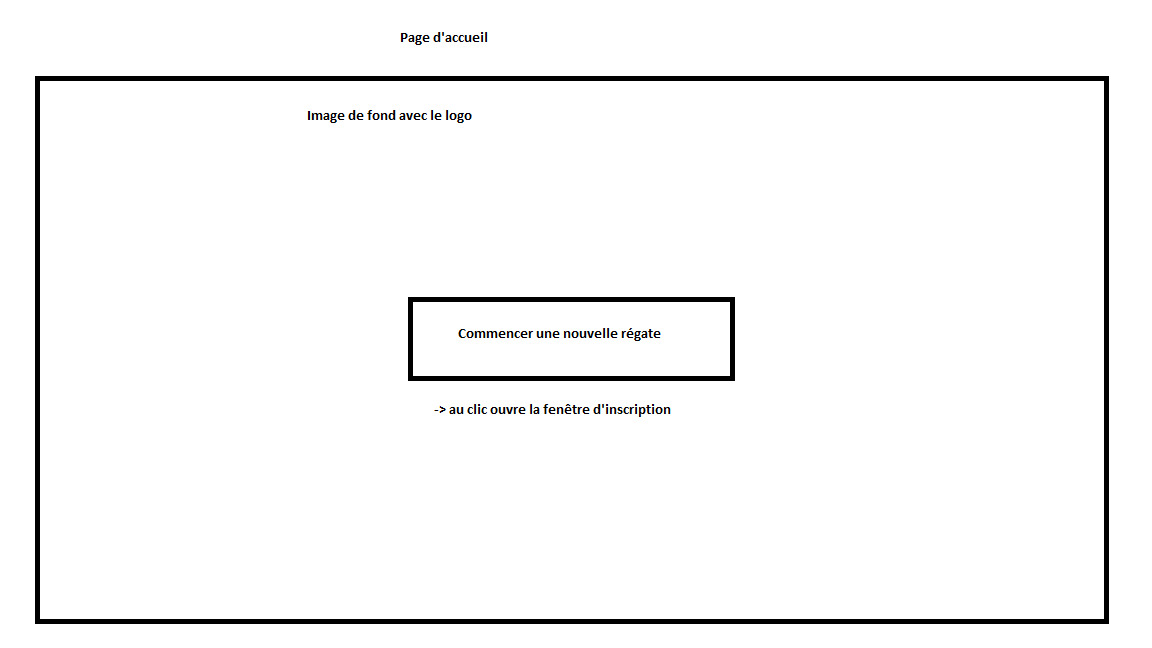 Page d'accueil
Image de fond avec le logo
Commencer une nouvelle régate
-> au clic ouvre la fenêtre d'inscription